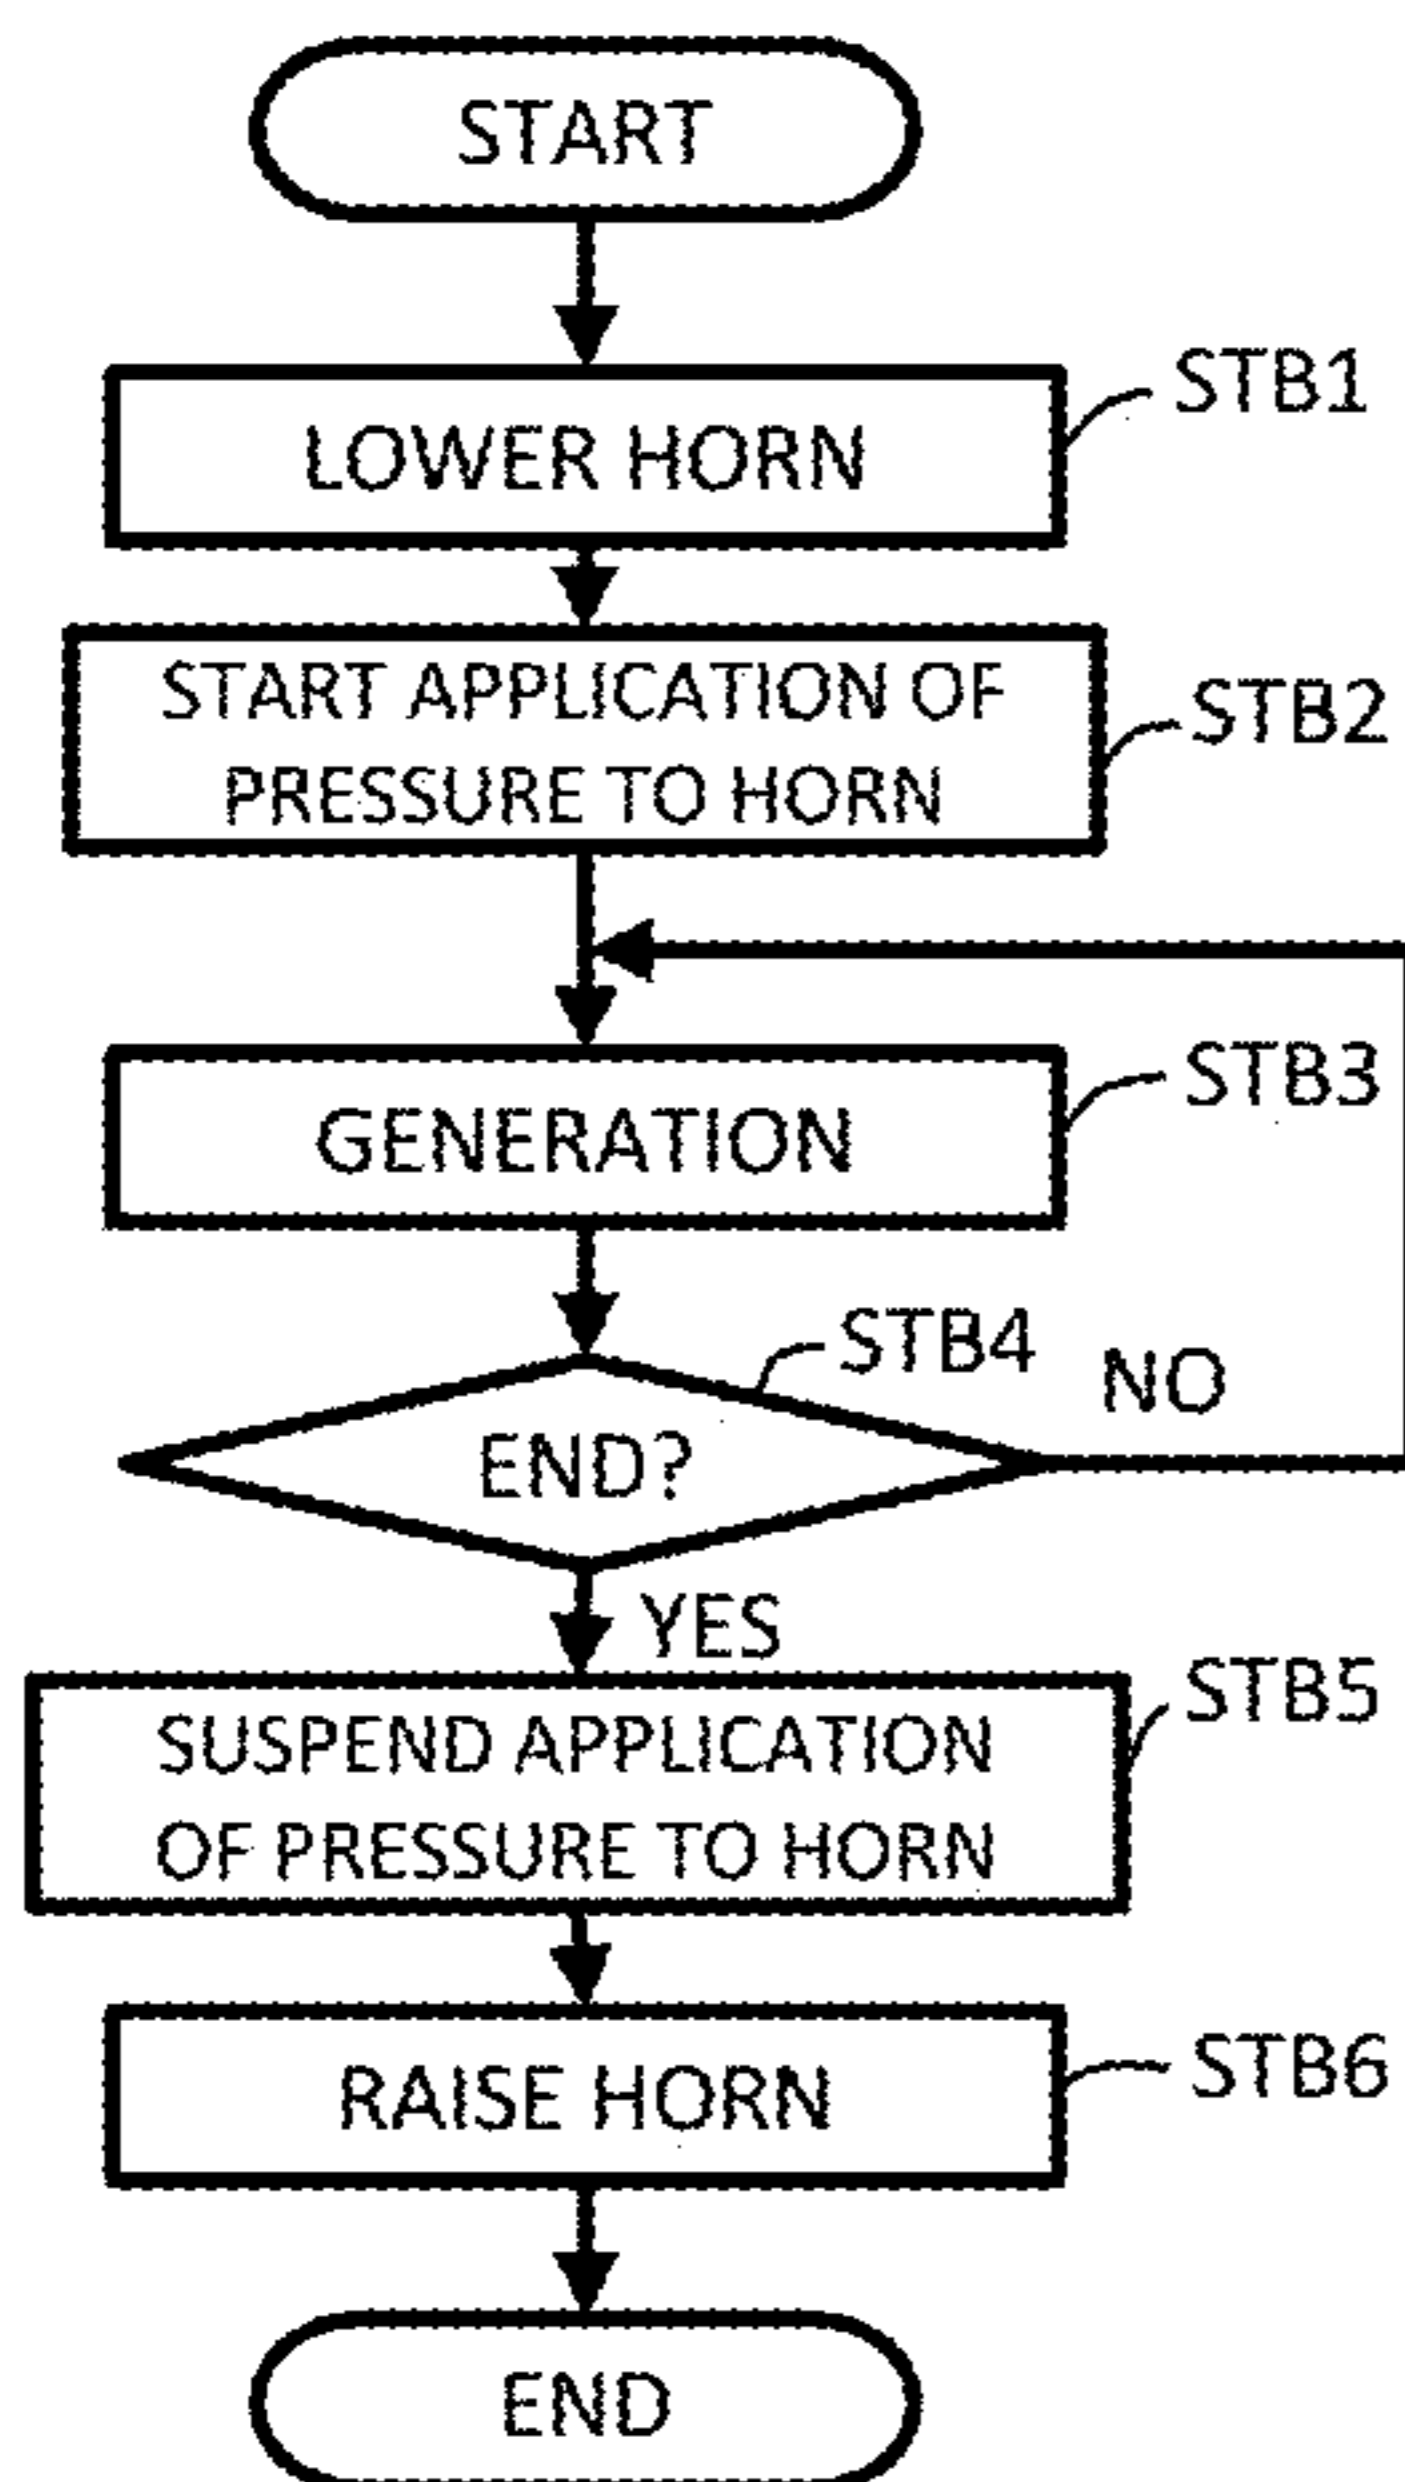 START
LOWER HORN
STB1
START APPLICATION OF
PRESSURE TO HORN
STB2
GENERATION
STB3
END?
STB4
NO
YES
SUSPEND APPLICATION
OF PRESSURE TO HORN
STB5
RAISE HORN
STB6
END